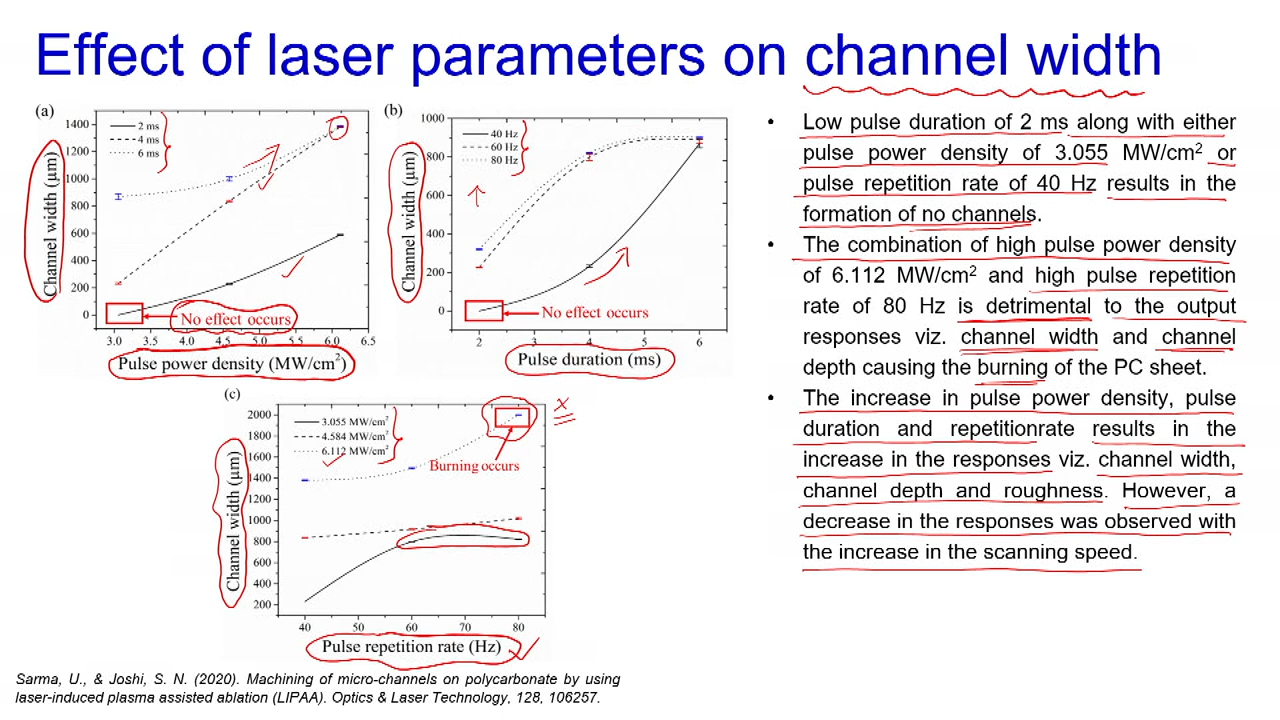 Effect of laser parameters on channel width
(a)
1400
1200
1000
800
600
400
200
0
2 ms
4 ms
6 ms
No effect occurs
3.0 3.5 4.0 4.5 5.0 5.5 6.0 6.5
Channel width (µm)
Pulse power density (MW/cm²)
(b)
1000
800
600
400
200
0
40 Hz
60 Hz
80 Hz
No effect occurs
2 3 4 5 6
Channel width (µm)
Pulse duration (ms)
(c)
2000
1800
1600
1400
1200
1000
800
600
400
200
3.055 MW/cm²
4.584 MW/cm²
6.112 MW/cm²
Burning occurs
40 50 60 70 80
Channel width (µm)
Pulse repetition rate (Hz)
• Low pulse duration of 2 ms along with either
pulse power density of 3.055 MW/cm² or
pulse repetition rate of 40 Hz results in the
formation of no channels.
• The combination of high pulse power density
of 6.112 MW/cm² and high pulse repetition
rate of 80 Hz is detrimental to the output
responses viz. channel width and channel
depth causing the burning of the PC sheet.
• The increase in pulse power density, pulse
duration and repetitionrate results in the
increase in the responses viz. channel width,
channel depth and roughness. However, a
decrease in the responses was observed with
the increase in the scanning speed.
Sarma, U., & Joshi, S. N. (2020). Machining of micro-channels on polycarbonate by using
laser-induced plasma assisted ablation (LIPAA). Optics & Laser Technology, 128, 106257.